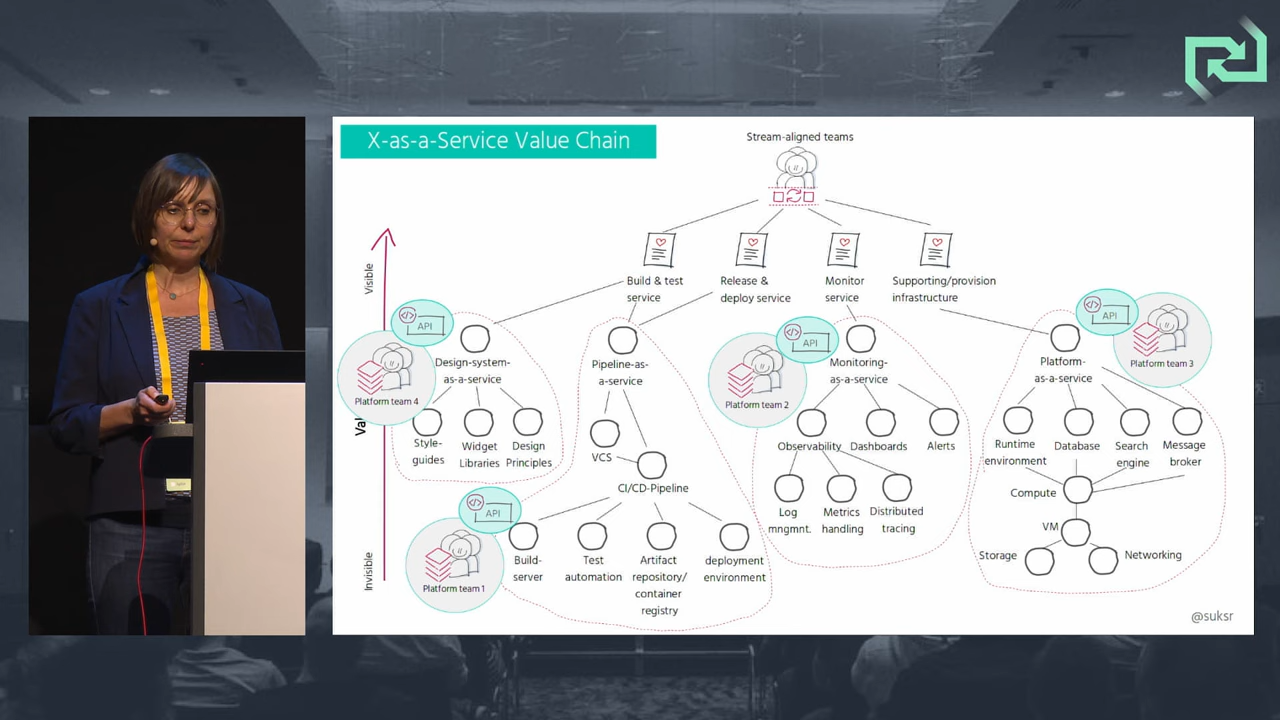 X-as-a-Service Value Chain
Stream-aligned teams
Visible
Build & test
service
Release &
deploy service
Monitor
service
Supporting/provision
infrastructure
API
Design-system-
as-a-service
Platform team 4
Style-
guides
Widget
Libraries
Design
Principles
Pipeline-as-
a-service
VCS
CI/CD-Pipeline
API
Platform team 1
Build-
server
Test
automation
Artifact
repository/
container
registry
deployment
environment
API
Platform team 2
Monitoring-
as-a-service
Observability
Dashboards
Alerts
Log
mngmnt.
Metrics
handling
Distributed
tracing
API
Platform team 3
Platform-
as-a-service
Runtime
environment
Database
Search
engine
Message
broker
Compute
VM
Storage
Networking
Invisible
@suksr